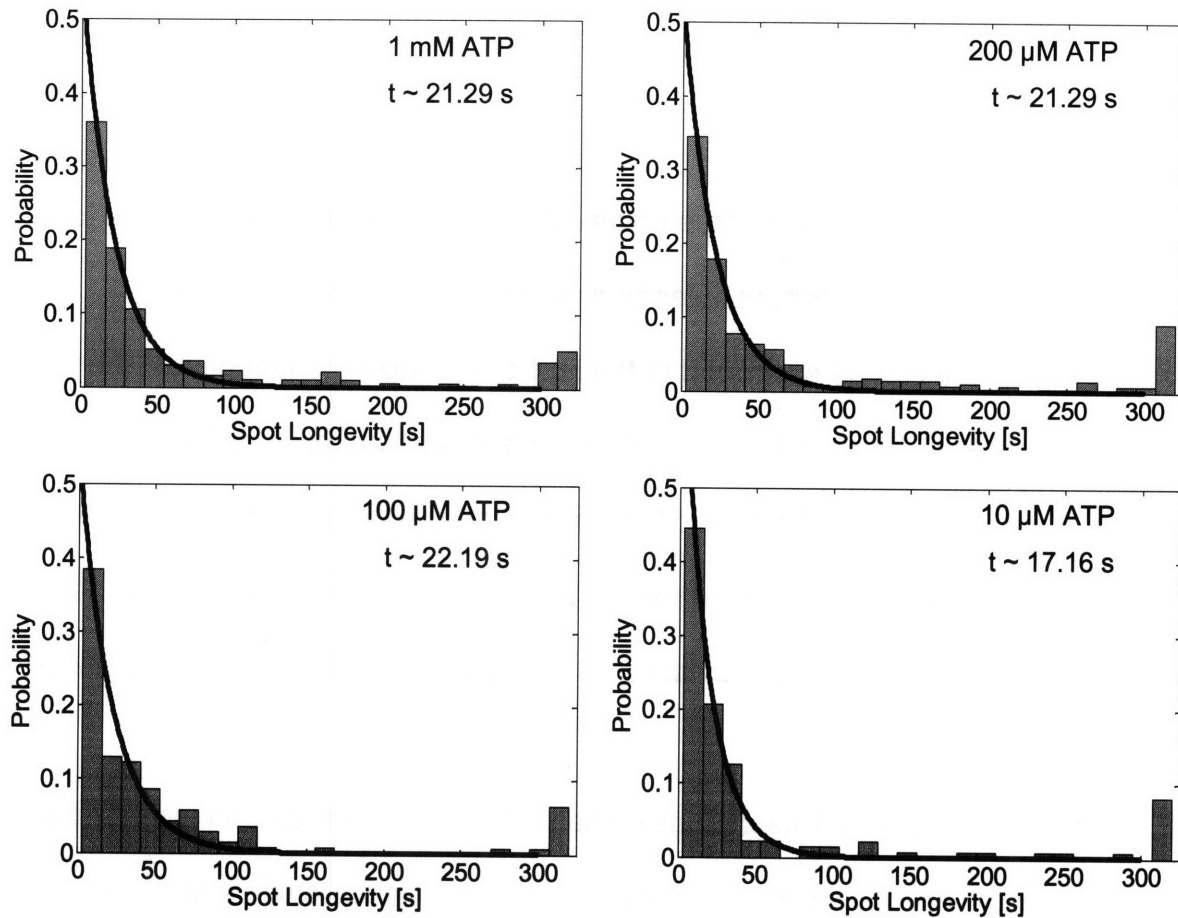 0.5
0.4
0.3
0.2
0.1
0
Probability
1 mM ATP
t ~ 21.29 s
0 50 100 150 200 250 300
Spot Longevity [s]
0.5
0.4
0.3
0.2
0.1
0
Probability
200 µM ATP
t ~ 21.29 s
0 50 100 150 200 250 300
Spot Longevity [s]
0.5
0.4
0.3
0.2
0.1
0
Probability
100 µM ATP
t ~ 22.19 s
0 50 100 150 200 250 300
Spot Longevity [s]
0.5
0.4
0.3
0.2
0.1
0
Probability
10 µM ATP
t ~ 17.16 s
0 50 100 150 200 250 300
Spot Longevity [s]